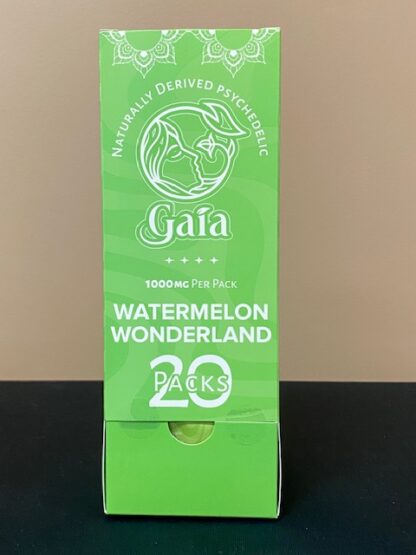 NATURALLY DERIVED PSYCHEDELIC
Gaia
1000MG PER PACK
WATERMELON
WONDERLAND
20
PACKS